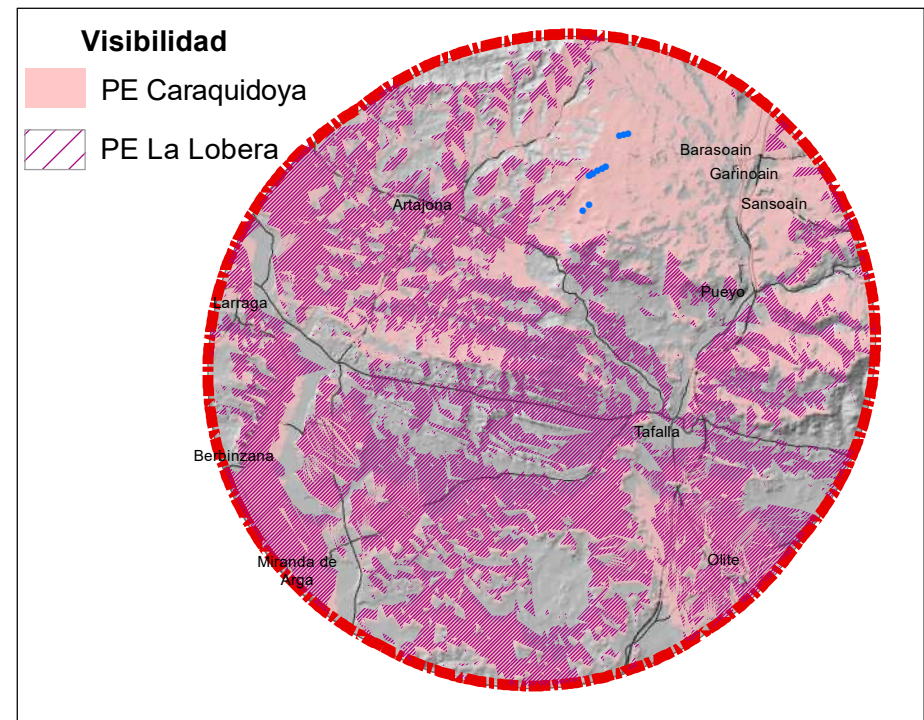 Visibilidad
PE Caraquidoya
PE La Lobera
Barasoain
Garinoain
Sansoain
Artajona
Pueyo
Larraga
Tafalla
Berbinzana
Olite
Miranda de
Arga